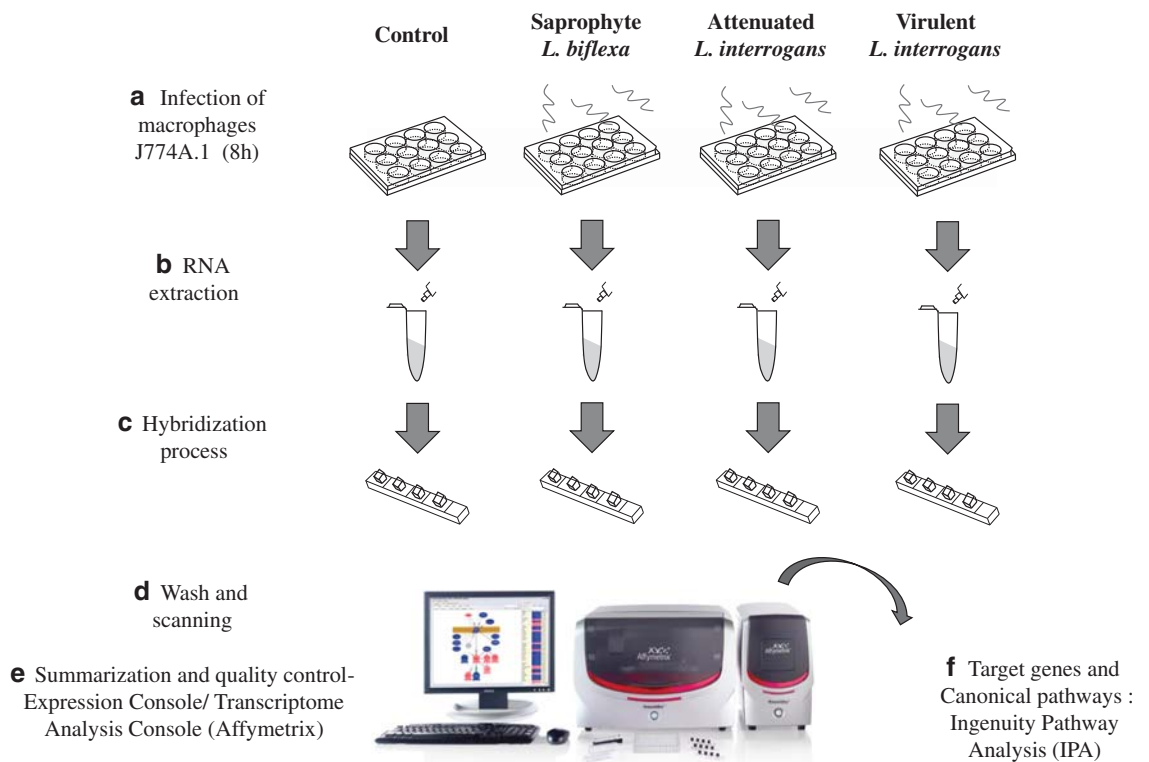 Control
Saprophyte
L. biflexa
Attenuated
L. interrogans
Virulent
L. interrogans
a Infection of
macrophages
J774A.1 (8h)
b RNA
extraction
c Hybridization
process
d Wash and
scanning
e Summarization and quality control-
Expression Console/ Transcriptome
Analysis Console (Affymetrix)
Affymetrix
f Target genes and
Canonical pathways :
Ingenuity Pathway
Analysis (IPA)